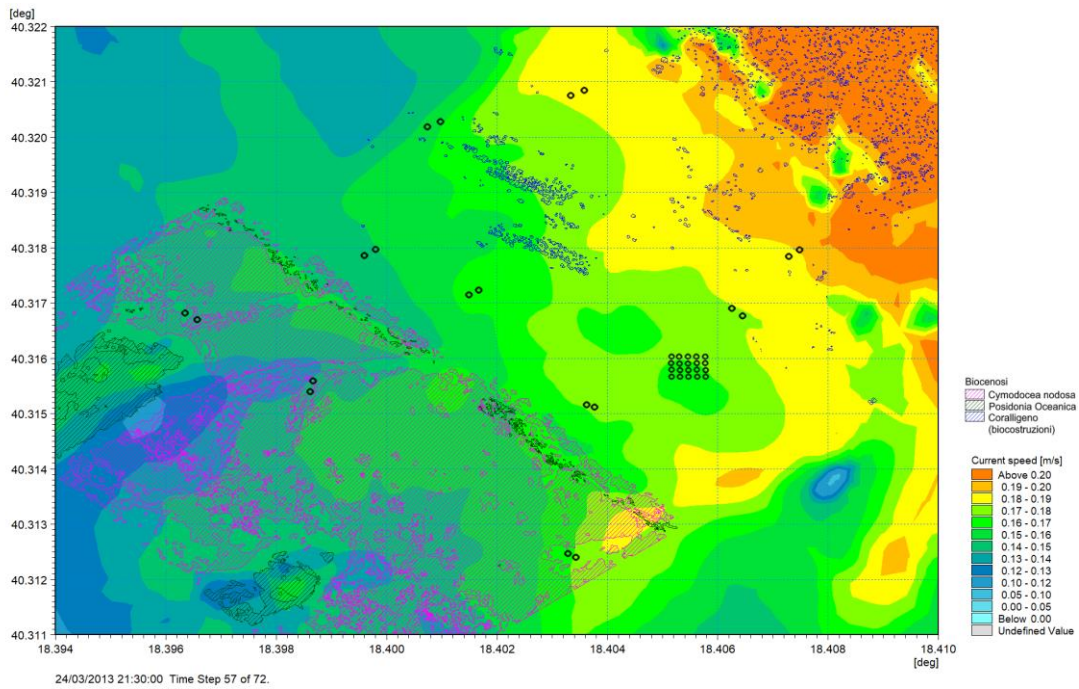 [deg]
40.322
40.321
40.320
40.319
40.318
40.317
40.316
40.315
40.314
40.313
40.312
40.311
18.394 18.396 18.398 18.400 18.402 18.404 18.406 18.408 18.410
[deg]
24/03/2013 21:30:00 Time Step 57 of 72.
Biocenosi
Cymodocea nodosa
Posidonia Oceanica
Coralligeno
(biocostruzioni)
Current speed [m/s]
Above 0.20
0.19 - 0.20
0.18 - 0.19
0.17 - 0.18
0.16 - 0.17
0.15 - 0.16
0.14 - 0.15
0.13 - 0.14
0.12 - 0.13
0.10 - 0.12
0.05 - 0.10
0.00 - 0.05
Below 0.00
Undefined Value